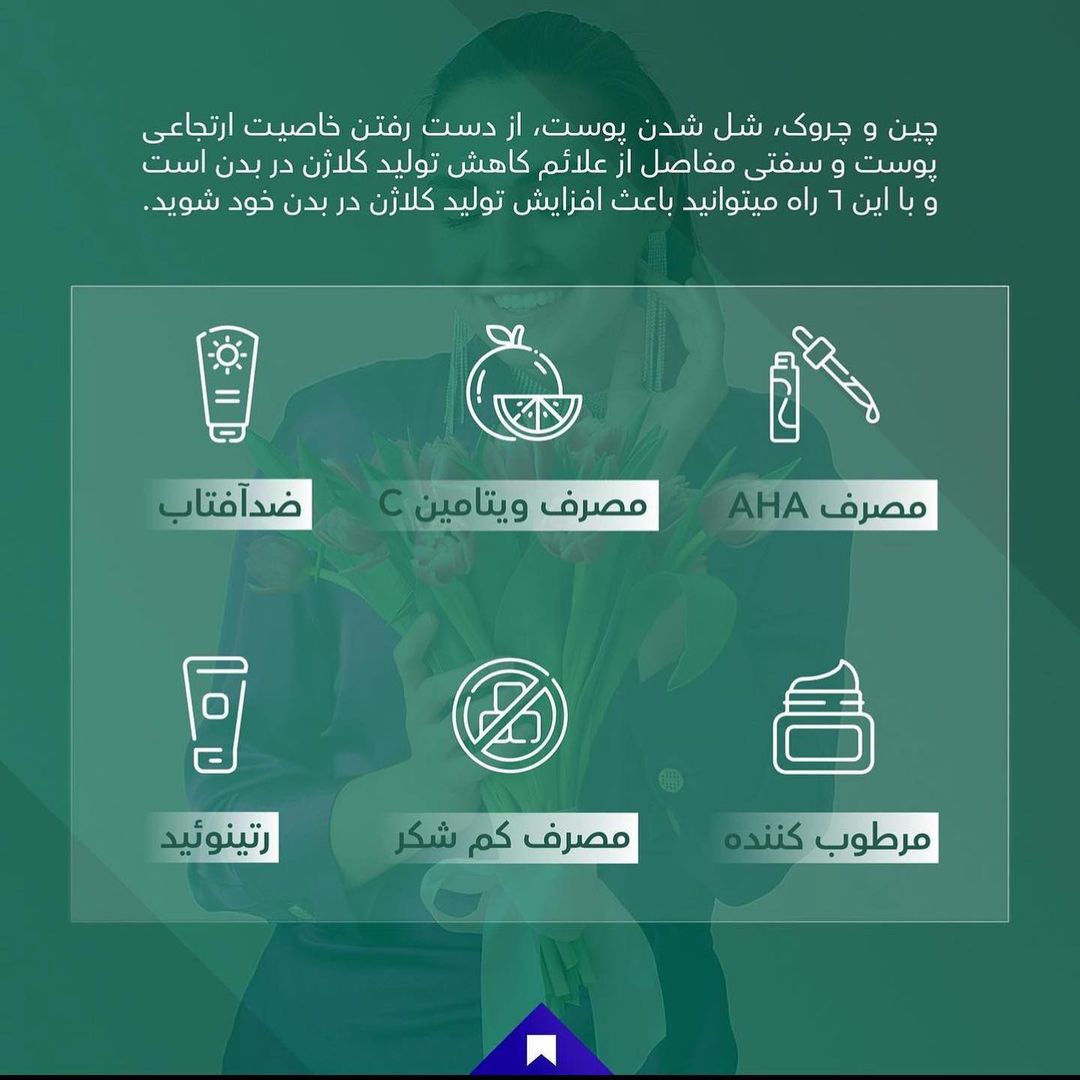 چین و چروک، شل شدن پوست، از دست رفتن خاصیت ارتجاعی
پوست و سفتی مفاصل از علائم کاهش تولید کلاژن در بدن است
و با این ٦ راه میتوانید باعث افزایش تولید کلاژن در بدن خود شوید.
مصرف AHA
مصرف ویتامین C
ضدآفتاب
مرطوب کننده
مصرف کم شکر
رتینوئید